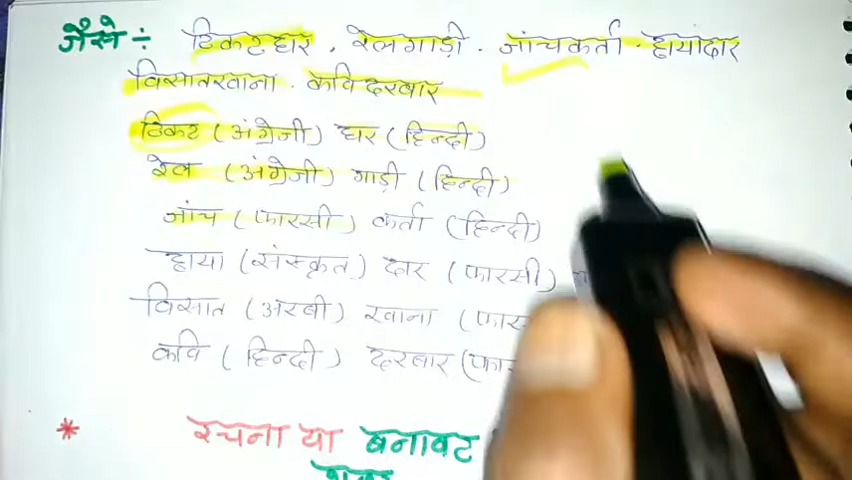 जैसे ÷ टिकटघर . रेलगाड़ी . जांचकर्ता . छायादार
विसातखाना . कविदरबार
टिकट (अंग्रेजी) घर (हिन्दी)
रेल (अंग्रेजी) गाड़ी (हिन्दी)
जांच (फारसी) कर्ता (हिन्दी)
छाया (संस्कृत) दार (फारसी)
विसात (अरबी) खाना
कवि (हिन्दी) दरबार
* रचना या बनावट